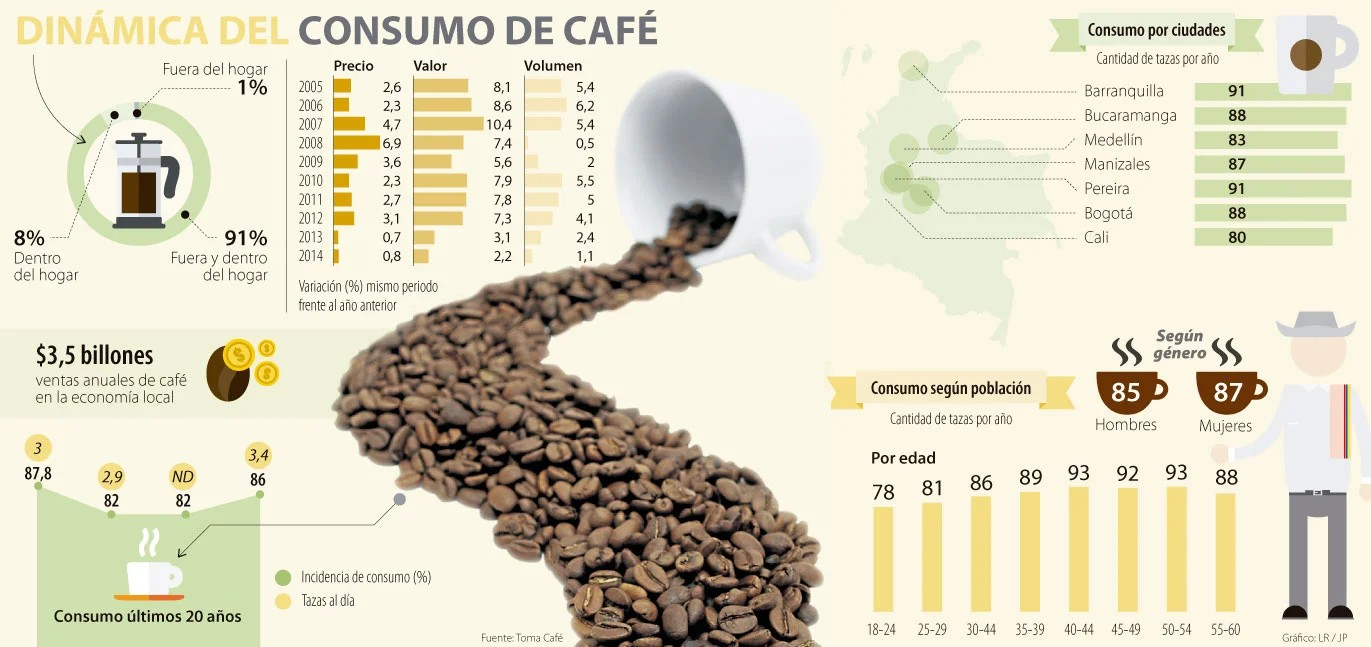 DINÁMICA DEL CONSUMO DE CAFÉ
Fuera del hogar
1%
8%
Dentro
del hogar
91%
Fuera y dentro
del hogar
Precio Valor Volumen
2005 2,6 8,1 5,4
2006 2,3 8,6 6,2
2007 4,7 10,4 5,4
2008 6,9 7,4 0,5
2009 3,6 5,6 2
2010 2,3 7,9 5,5
2011 2,7 7,8 5
2012 3,1 7,3 4,1
2013 0,7 3,1 2,4
2014 0,8 2,2 1,1
Variación (%) mismo periodo
frente al año anterior
$3,5 billones
ventas anuales de café
en la economía local
$
$
$
3 2,9 ND 3,4
87,8 82 82 86
Consumo últimos 20 años
Incidencia de consumo (%)
Tazas al día
Fuente: Toma Café
Consumo por ciudades
Cantidad de tazas por año
Barranquilla 91
Bucaramanga 88
Medellín 83
Manizales 87
Pereira 91
Bogotá 88
Cali 80
Consumo según población
Cantidad de tazas por año
Según
género
85 87
Hombres Mujeres
Por edad
78 81 86 89 93 92 93 88
18-24 25-29 30-44 35-39 40-44 45-49 50-54 55-60
Gráfico: LR / JP